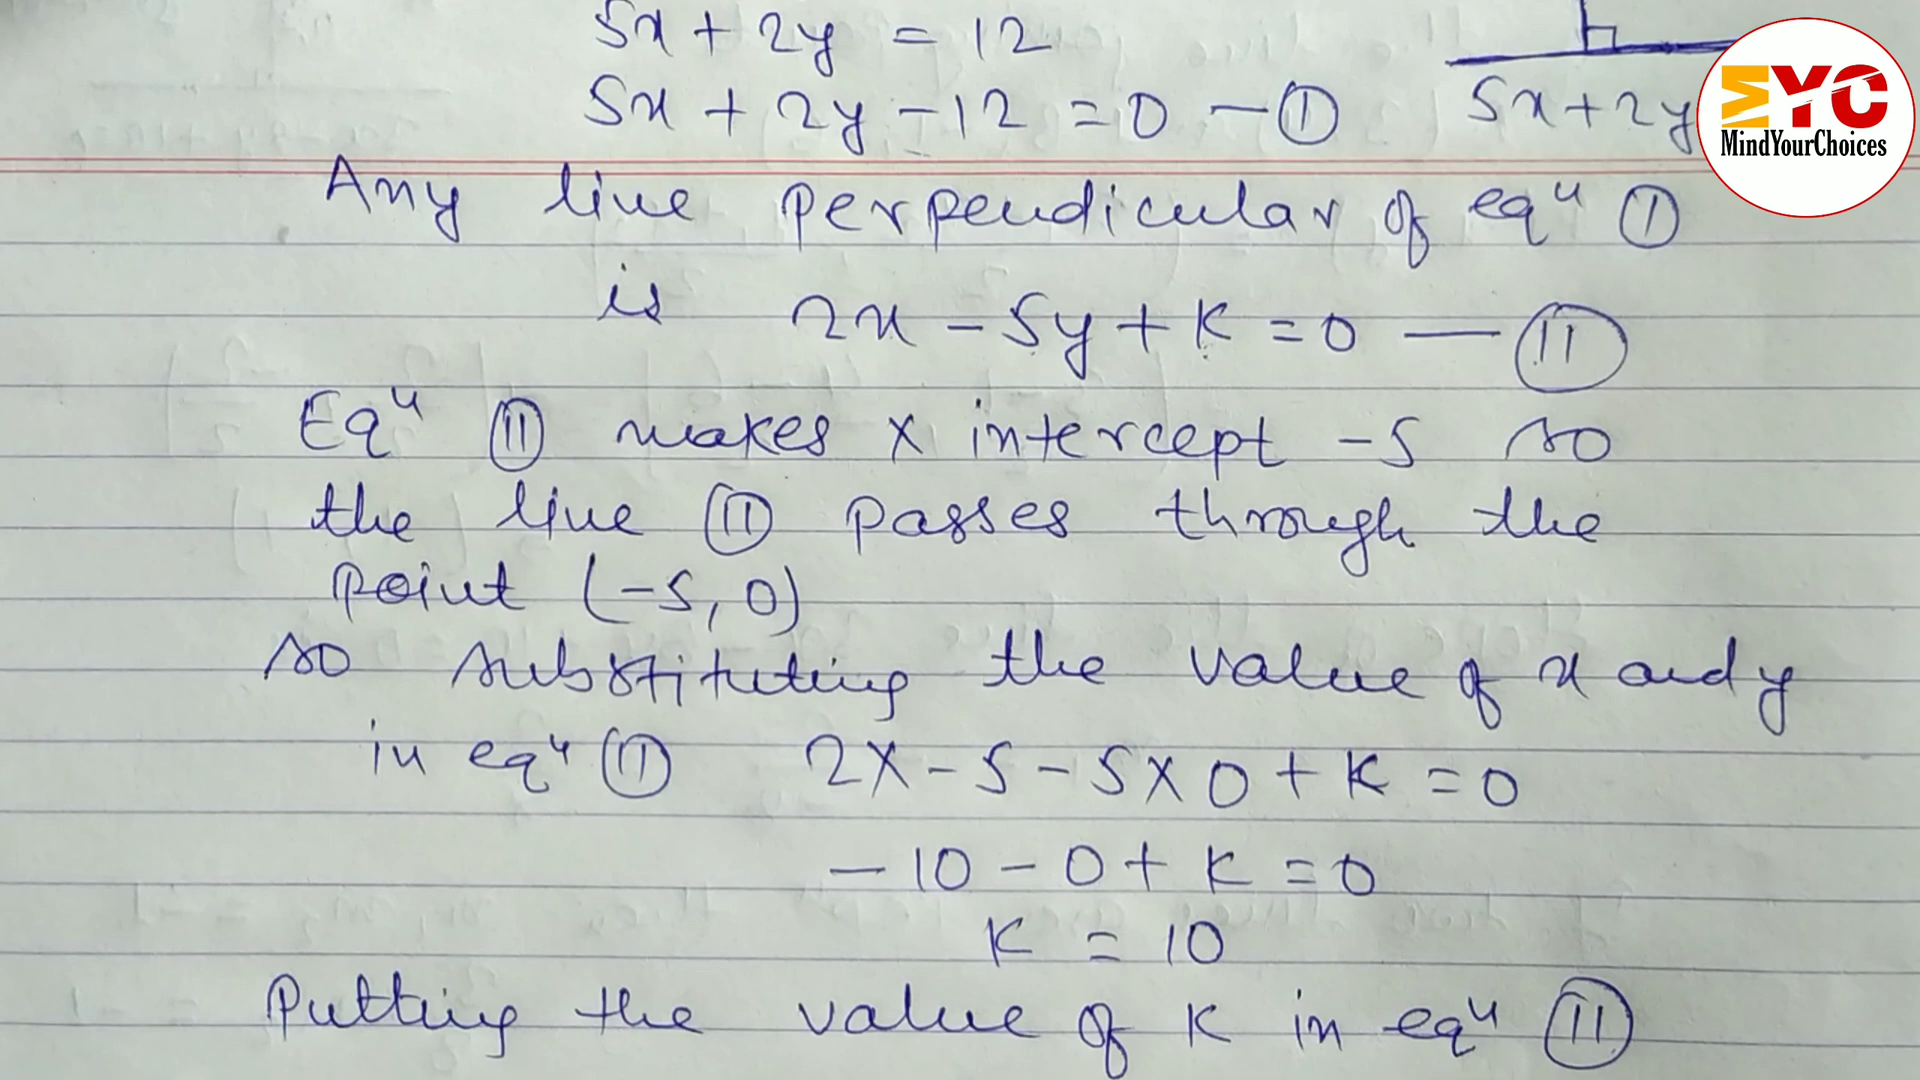 5x + 2y = 12
5x + 2y - 12 = 0 — ①
5x + 2y
MYC
MindYourChoices
Any line perpendicular of eqⁿ ①
is 2x - 5y + k = 0 — ⑪
Eqⁿ ⑪ makes x intercept -5 so
the line ⑪ passes through the
point (-5, 0)
so substituting the value of x and y
in eqⁿ ⑪ 2x - 5 - 5 x 0 + k = 0
- 10 - 0 + k = 0
k = 10
Putting the value of k in eqⁿ ⑪